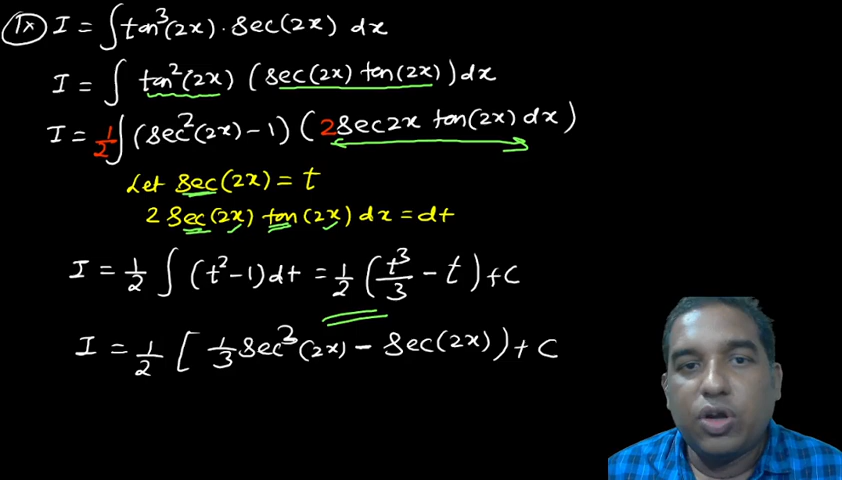 Ix I = ∫tan³(2x) · sec(2x) dx
I = ∫ tan²(2x) (sec(2x) tan(2x)) dx
I = 1/2 ∫(sec²(2x) - 1) (2sec2x tan(2x) dx)
Let sec(2x) = t
2 sec(2x) tan(2x) dx = dt
I = 1/2 ∫ (t² - 1) dt = 1/2 (t³/3 - t) + C
I = 1/2 [ 1/3 sec³(2x) - sec(2x) ) + C